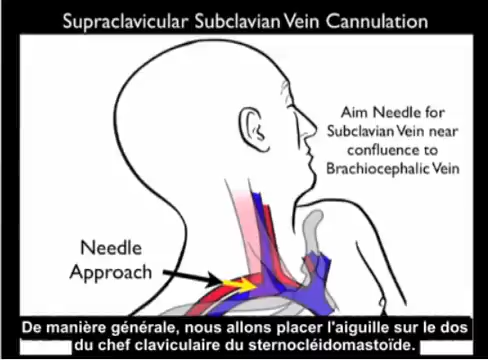 Supraclavicular Subclavian Vein Cannulation
Aim Needle for
Subclavian Vein near
confluence to
Brachiocephalic Vein
Needle
Approach
De manière générale, nous allons placer l'aiguille sur le dos
du chef claviculaire du sternocléidomastoïde.